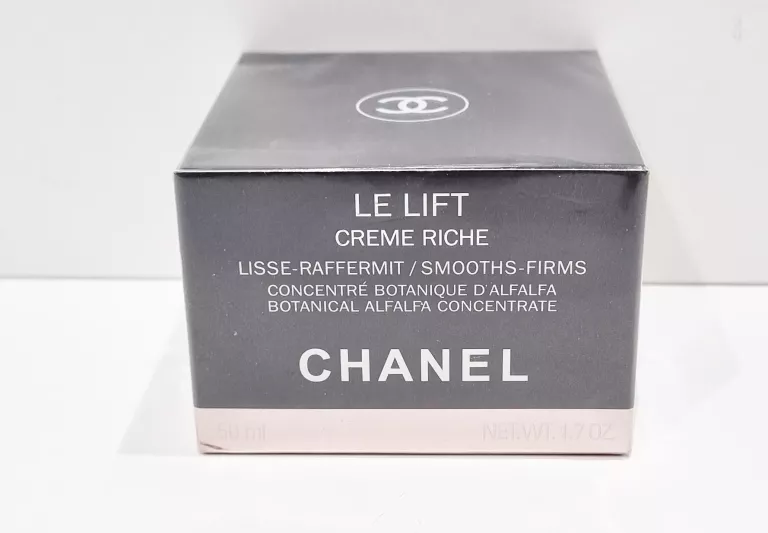 LE LIFT
CREME RICHE
LISSE-RAFFERMIT / SMOOTHS-FIRMS
CONCENTRÉ BOTANIQUE D'ALFALFA
BOTANICAL ALFALFA CONCENTRATE
CHANEL
50 ml NET.WT. 1.7 OZ.